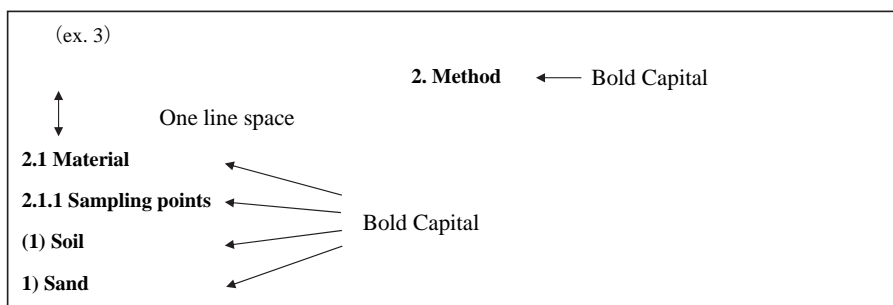 (ex. 3)
2. Method
Bold Capital
One line space
2.1 Material
2.1.1 Sampling points
Bold Capital
(1) Soil
1) Sand